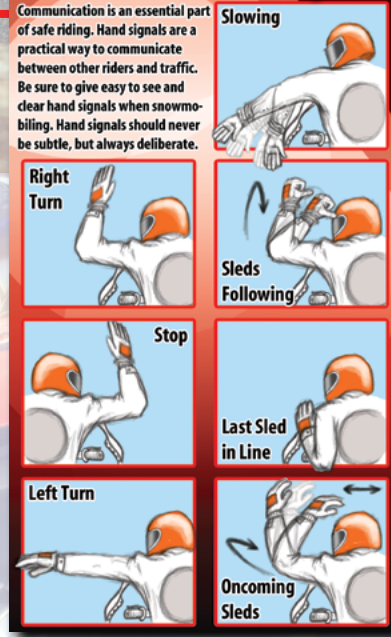 Communication is an essential part
of safe riding. Hand signals are a
practical way to communicate
between other riders and traffic.
Be sure to give easy to see and
clear hand signals when snowmo-
biling. Hand signals should never
be subtle, but always deliberate.
Slowing
Right
Turn
Sleds
Following
Stop
Last Sled
in Line
Left Turn
Oncoming
Sleds